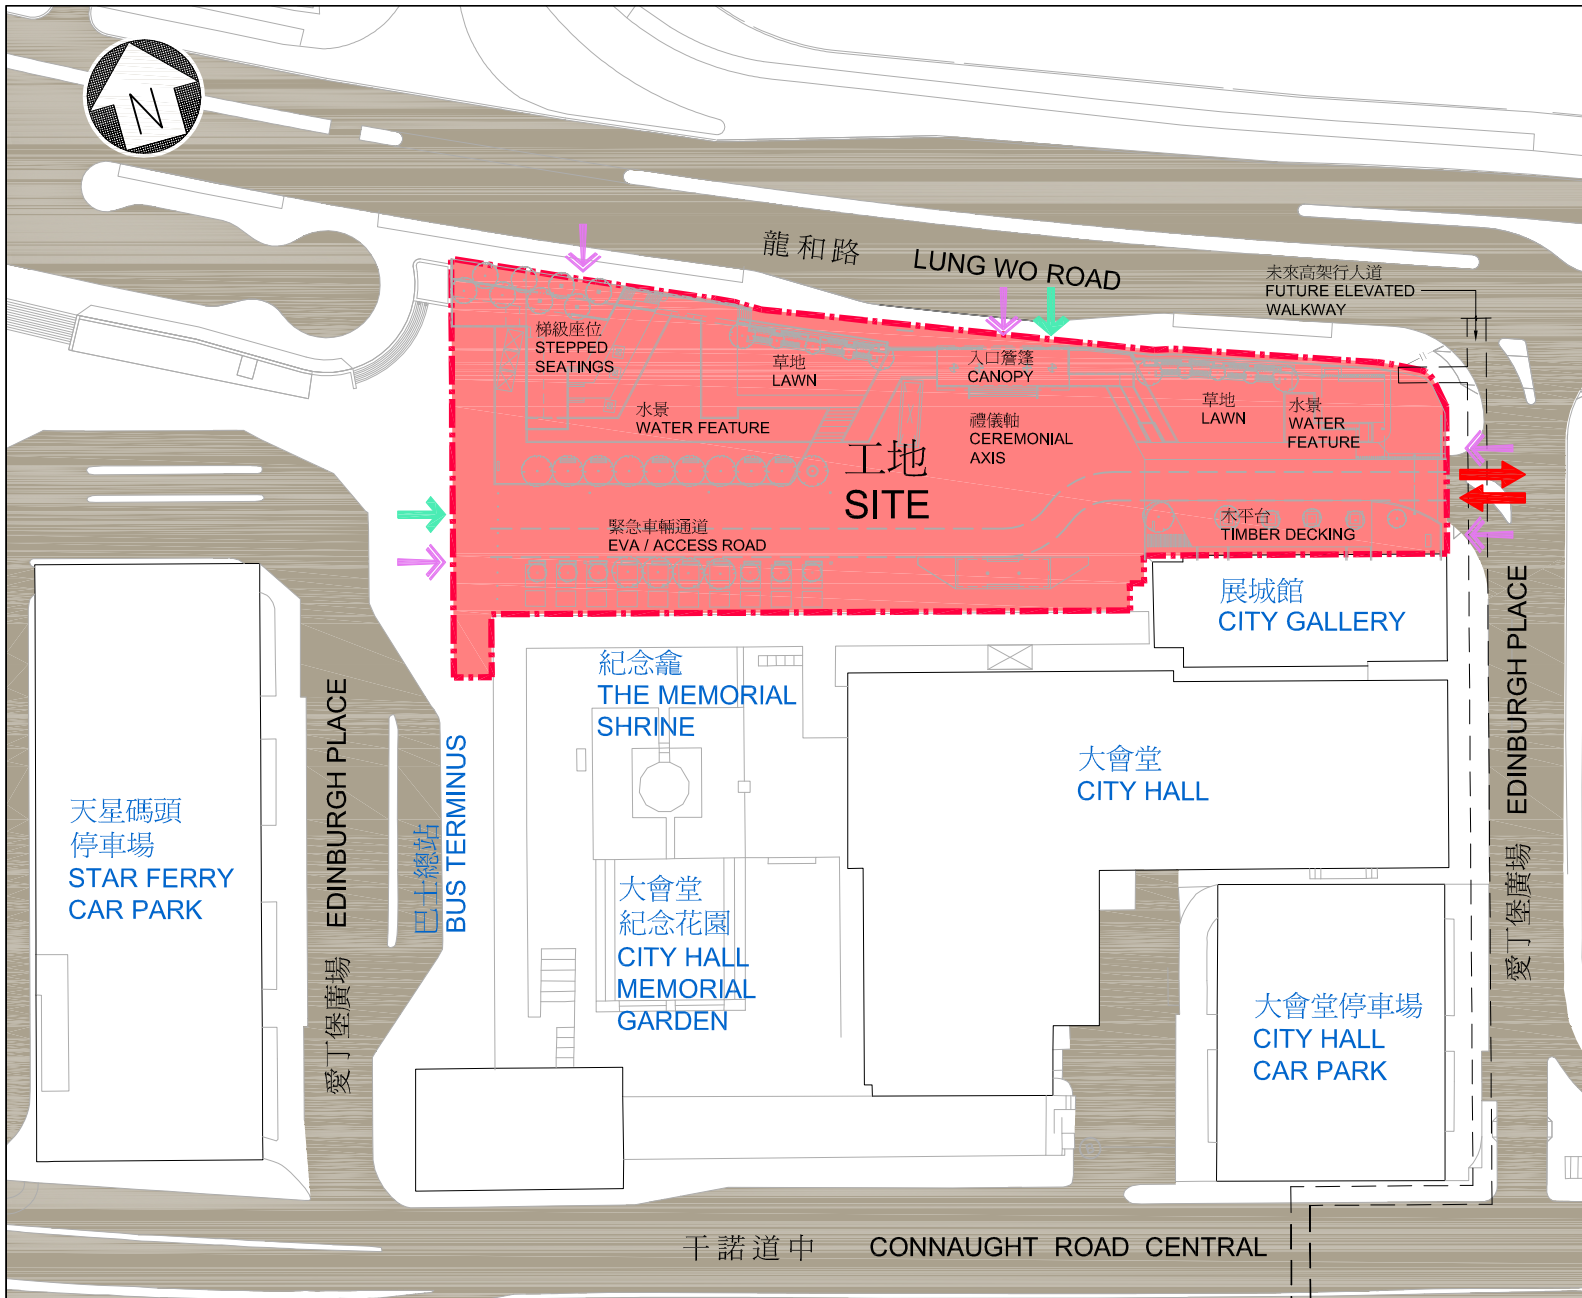 N
龍和路 LUNG WO ROAD
未來高架行人道
FUTURE ELEVATED
WALKWAY
梯級座位
STEPPED
SEATINGS
草地
LAWN
入口簷篷
CANOPY
水景
WATER FEATURE
禮儀軸
CEREMONIAL
AXIS
草地
LAWN
水景
WATER
FEATURE
工地
SITE
緊急車輛通道
EVA / ACCESS ROAD
木平台
TIMBER DECKING
展城館
CITY GALLERY
紀念龕
THE MEMORIAL
SHRINE
大會堂
CITY HALL
天星碼頭
停車場
STAR FERRY
CAR PARK
愛丁堡廣場 EDINBURGH PLACE
巴士總站
BUS TERMINUS
大會堂
紀念花園
CITY HALL
MEMORIAL
GARDEN
大會堂停車場
CITY HALL
CAR PARK
愛丁堡廣場 EDINBURGH PLACE
干諾道中 CONNAUGHT ROAD CENTRAL